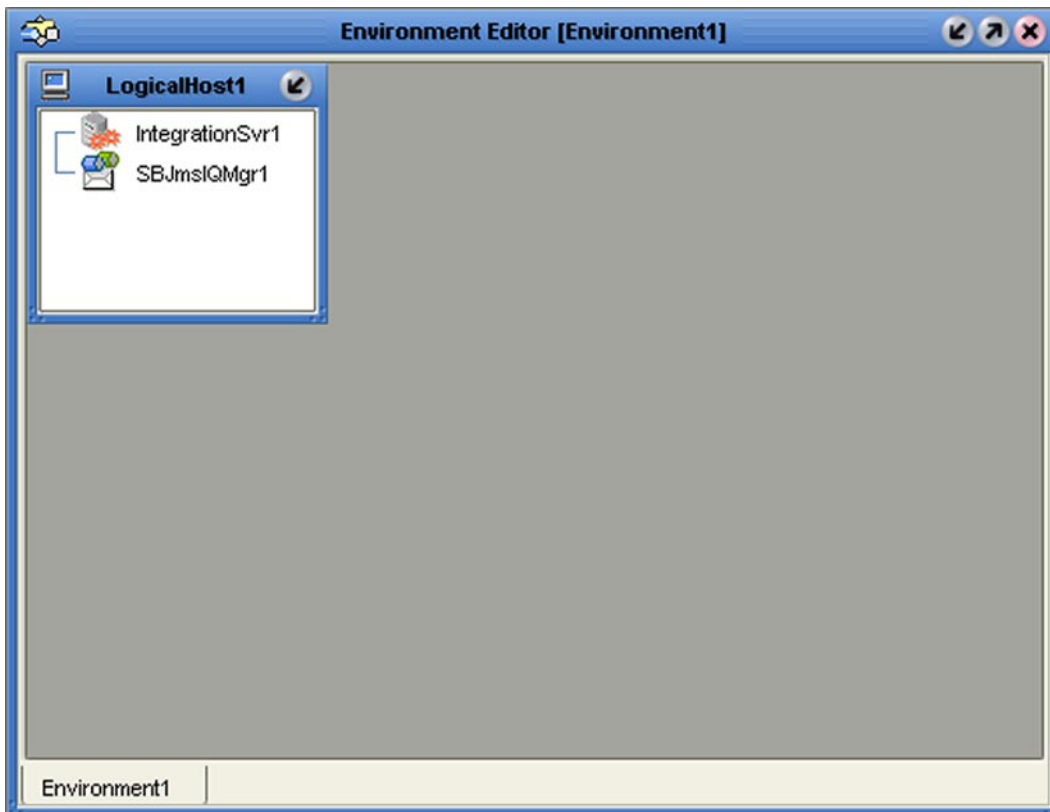 Environment Editor [Environment1]
LogicalHost1
IntegrationSvr1
SBJmsIQMgr1
Environment1